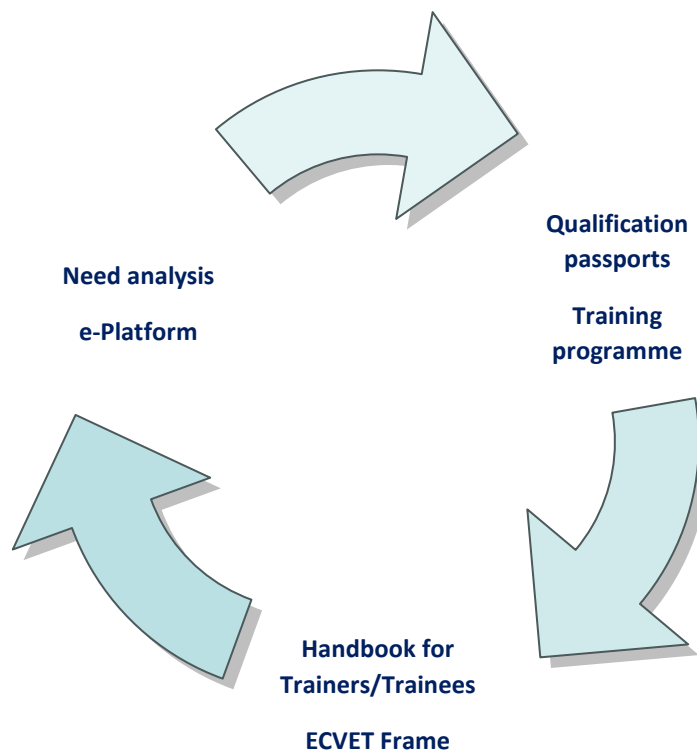 Need analysis
e-Platform
Qualification
passports
Training
programme
Handbook for
Trainers/Trainees
ECVET Frame